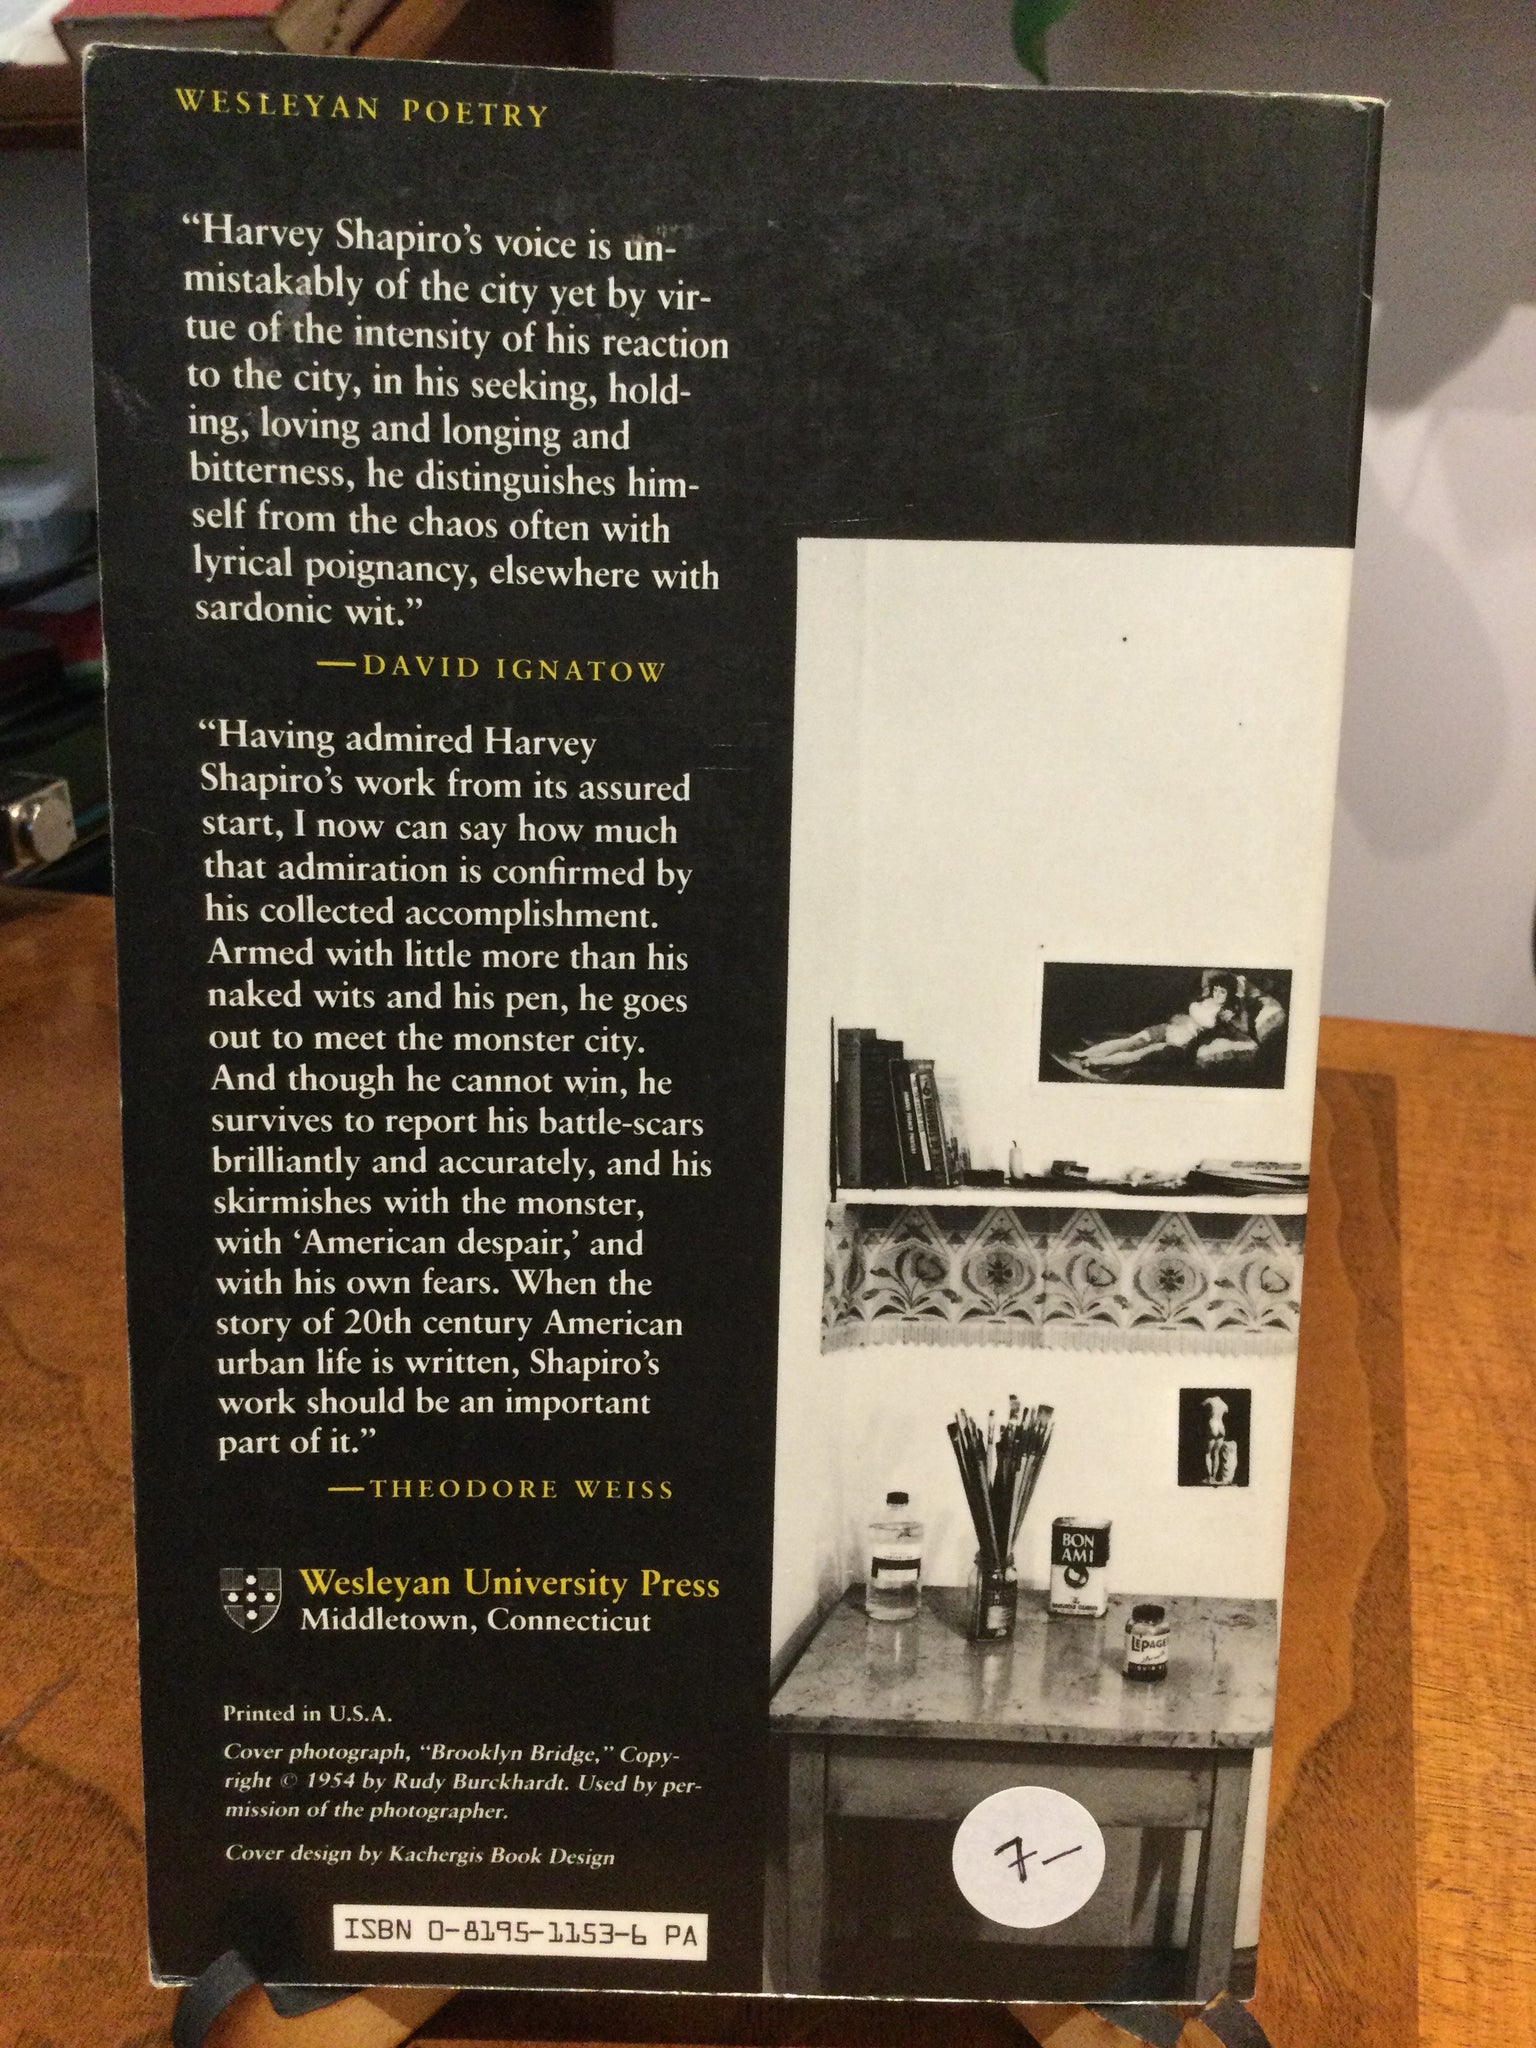 WESLEYAN POETRY
“Harvey Shapiro’s voice is un-
mistakably of the city yet by vir-
tue of the intensity of his reaction
to the city, in his seeking, hold-
ing, loving and longing and
bitterness, he distinguishes him-
self from the chaos often with
lyrical poignancy, elsewhere with
sardonic wit.”
—DAVID IGNATOW
“Having admired Harvey
Shapiro’s work from its assured
start, I now can say how much
that admiration is confirmed by
his collected accomplishment.
Armed with little more than his
naked wits and his pen, he goes
out to meet the monster city.
And though he cannot win, he
survives to report his battle-scars
brilliantly and accurately, and his
skirmishes with the monster,
with ‘American despair,’ and
with his own fears. When the
story of 20th century American
urban life is written, Shapiro’s
work should be an important
part of it.”
—THEODORE WEISS
Wesleyan University Press
Middletown, Connecticut
Printed in U.S.A.
Cover photograph, “Brooklyn Bridge,” Copy-
right © 1954 by Rudy Burckhardt. Used by per-
mission of the photographer.
Cover design by Kachergis Book Design
ISBN 0-8195-1153-6 PA
BON
AMI
LEPAGE
7—